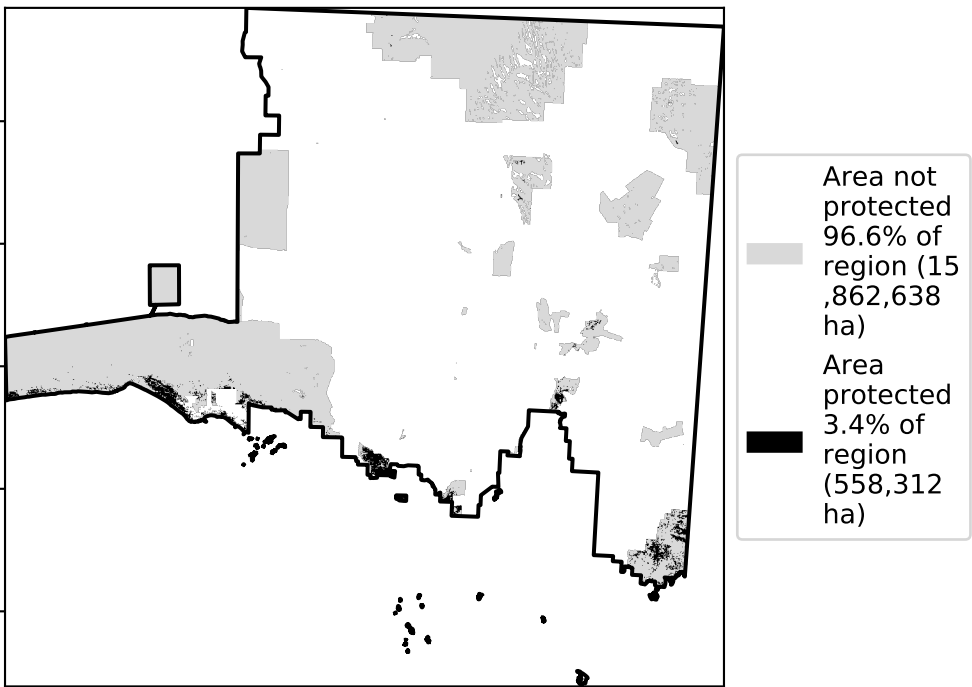 Area not
protected
96.6% of
region (15
,862,638
ha)
Area
protected
3.4% of
region
(558,312
ha)